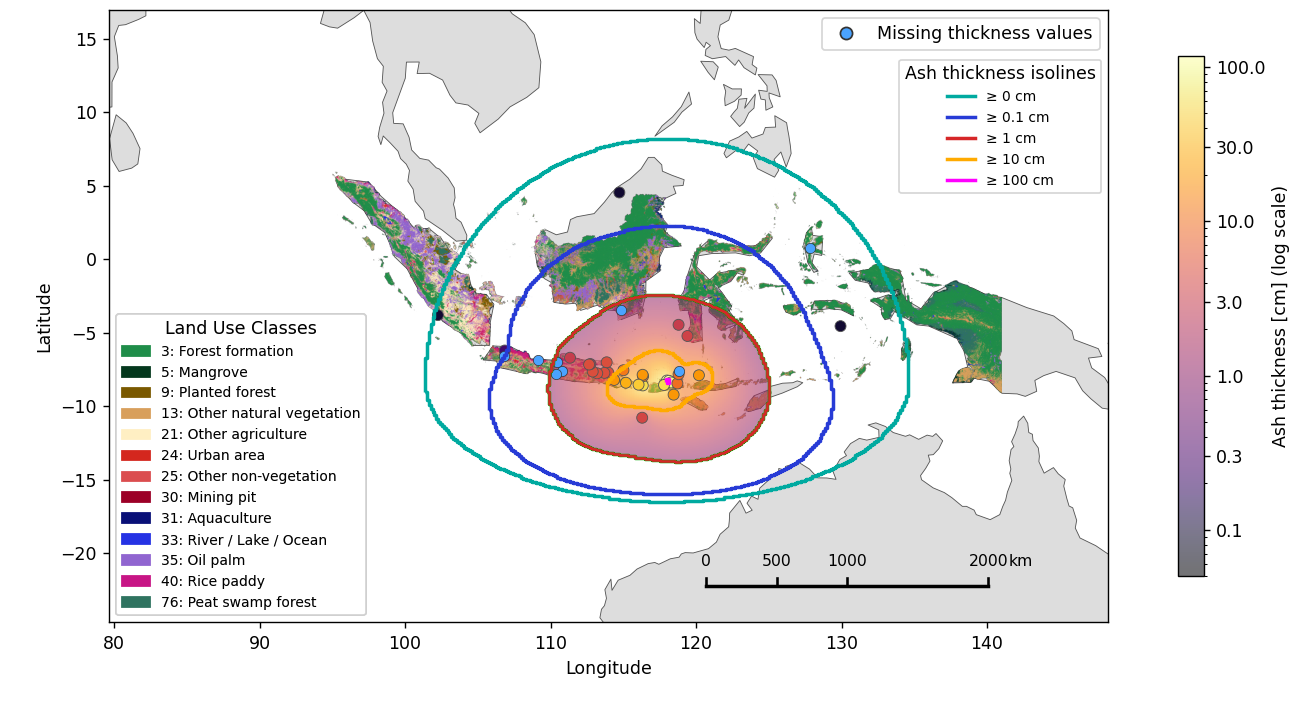 Missing thickness values
Ash thickness isolines
≥ 0 cm
≥ 0.1 cm
≥ 1 cm
≥ 10 cm
≥ 100 cm
Land Use Classes
3: Forest formation
5: Mangrove
9: Planted forest
13: Other natural vegetation
21: Other agriculture
24: Urban area
25: Other non-vegetation
30: Mining pit
31: Aquaculture
33: River / Lake / Ocean
35: Oil palm
40: Rice paddy
76: Peat swamp forest
0 500 1000 2000 km
15
10
5
0
−5
−10
−15
−20
Latitude
80 90 100 110 120 130 140
Longitude
100.0
30.0
10.0
3.0
1.0
0.3
0.1
Ash thickness [cm] (log scale)